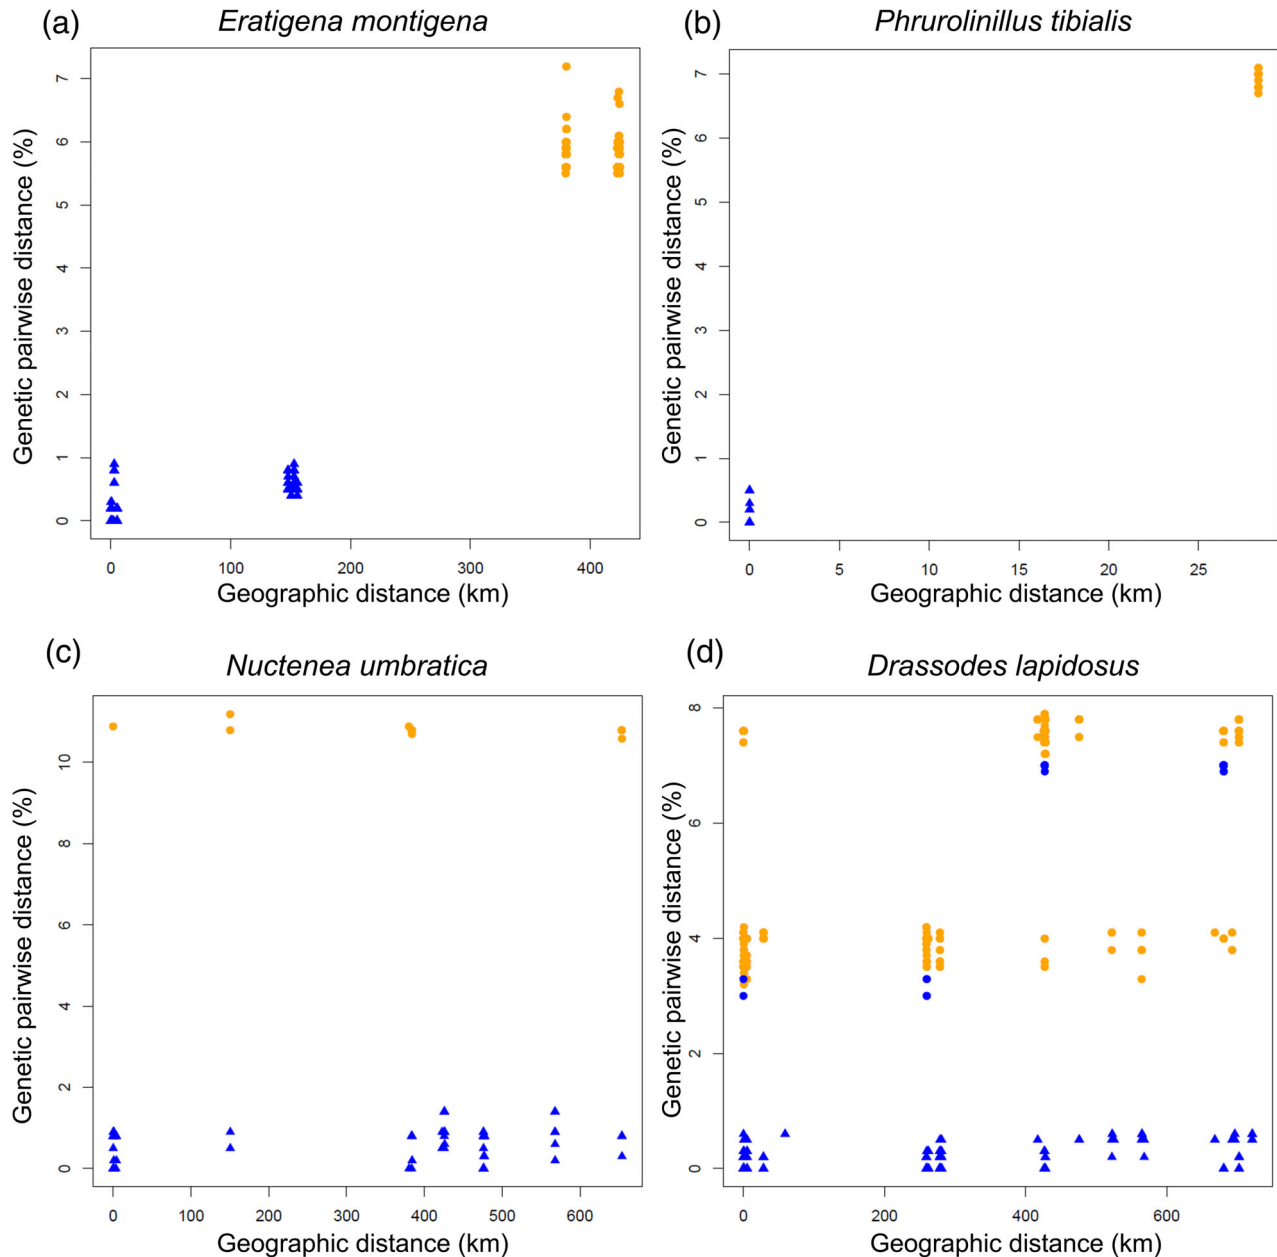 (a) Eratigena montigena
Genetic pairwise distance (%)
7
6
5
4
3
2
1
0
0 100 200 300 400
Geographic distance (km)
(b) Phrurolinillus tibialis
Genetic pairwise distance (%)
7
6
5
4
3
2
1
0
0 5 10 15 20 25
Geographic distance (km)
(c) Nuctenea umbratica
Genetic pairwise distance (%)
10
8
6
4
2
0
0 100 200 300 400 500 600
Geographic distance (km)
(d) Drassodes lapidosus
Genetic pairwise distance (%)
8
6
4
2
0
0 200 400 600
Geographic distance (km)